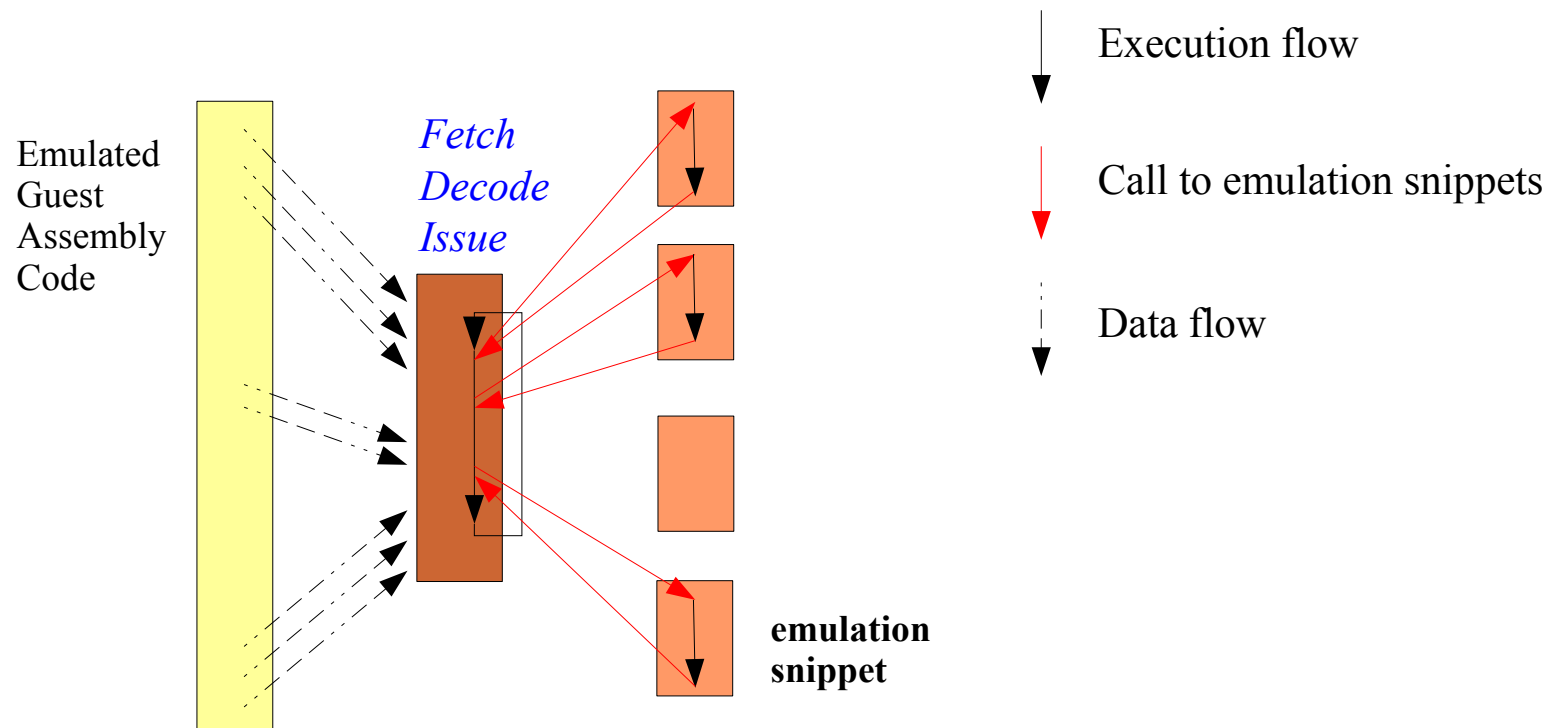 Emulated
Guest
Assembly
Code
Fetch
Decode
Issue
emulation
snippet
Execution flow
Call to emulation snippets
Data flow